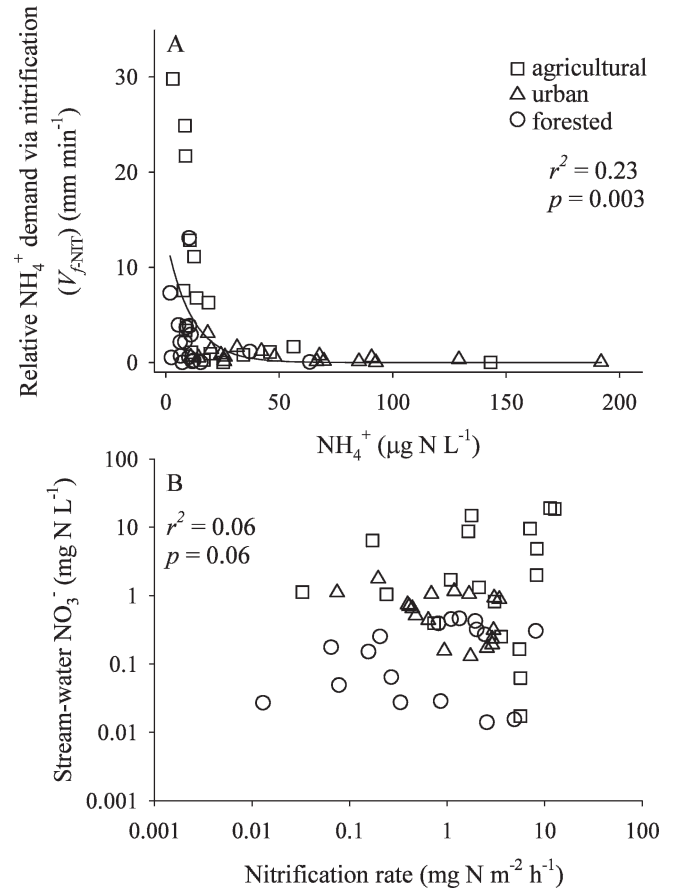 A
Relative NH₄⁺ demand via nitrification
(V_f-NIT) (mm min⁻¹)
30
20
10
0
agricultural
urban
forested
r² = 0.23
p = 0.003
0 50 100 150 200
NH₄⁺ (µg N L⁻¹)
B
Stream-water NO₃⁻ (mg N L⁻¹)
100
10
1
0.1
0.01
0.001
r² = 0.06
p = 0.06
0.001 0.01 0.1 1 10 100
Nitrification rate (mg N m⁻² h⁻¹)